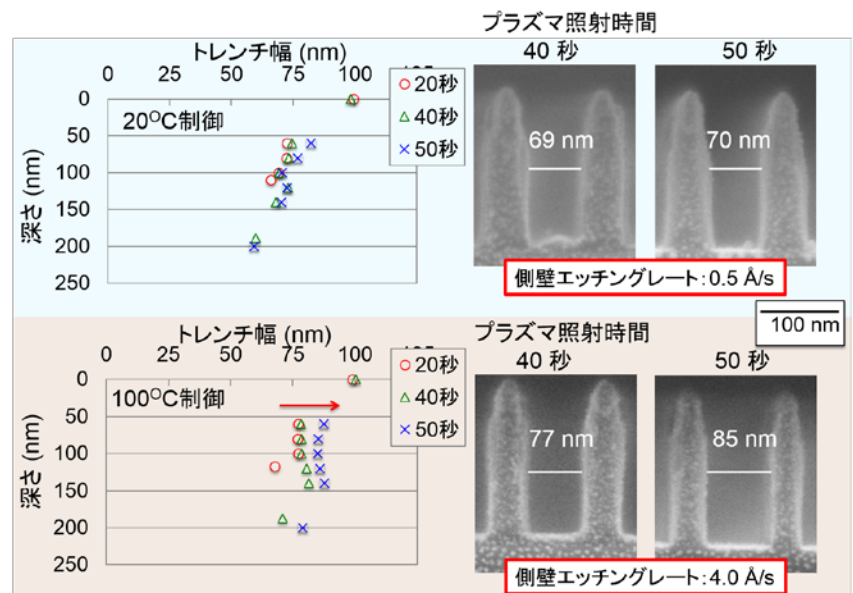 プラズマ照射時間
トレンチ幅 (nm)
40 秒
50 秒
0
25
50
75
100
0
50
100
150
200
250
深さ (nm)
20℃制御
20秒
40秒
50秒
69 nm
70 nm
側壁エッチングレート:0.5 Å/s
100 nm
トレンチ幅 (nm)
プラズマ照射時間
40 秒
50 秒
0
25
50
75
100
0
50
100
150
200
250
深さ (nm)
100℃制御
20秒
40秒
50秒
77 nm
85 nm
側壁エッチングレート:4.0 Å/s